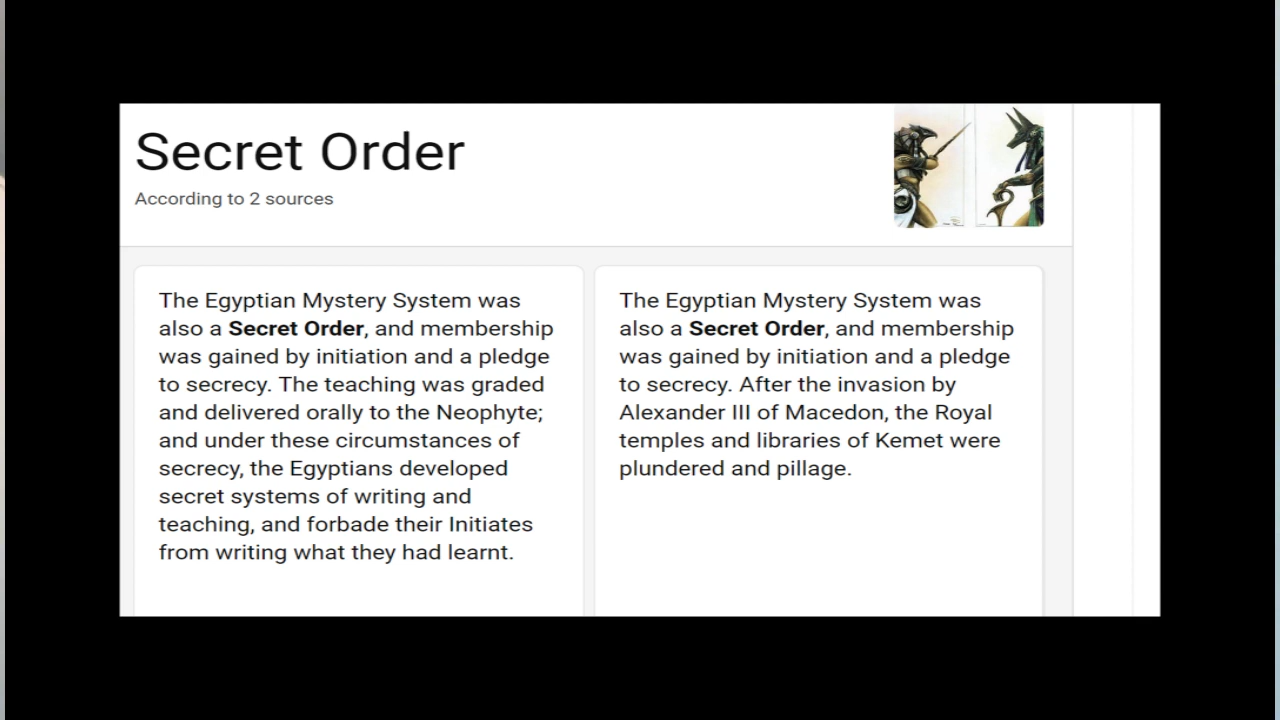 Secret Order
According to 2 sources
The Egyptian Mystery System was
also a Secret Order, and membership
was gained by initiation and a pledge
to secrecy. The teaching was graded
and delivered orally to the Neophyte;
and under these circumstances of
secrecy, the Egyptians developed
secret systems of writing and
teaching, and forbade their Initiates
from writing what they had learnt.
The Egyptian Mystery System was
also a Secret Order, and membership
was gained by initiation and a pledge
to secrecy. After the invasion by
Alexander III of Macedon, the Royal
temples and libraries of Kemet were
plundered and pillage.